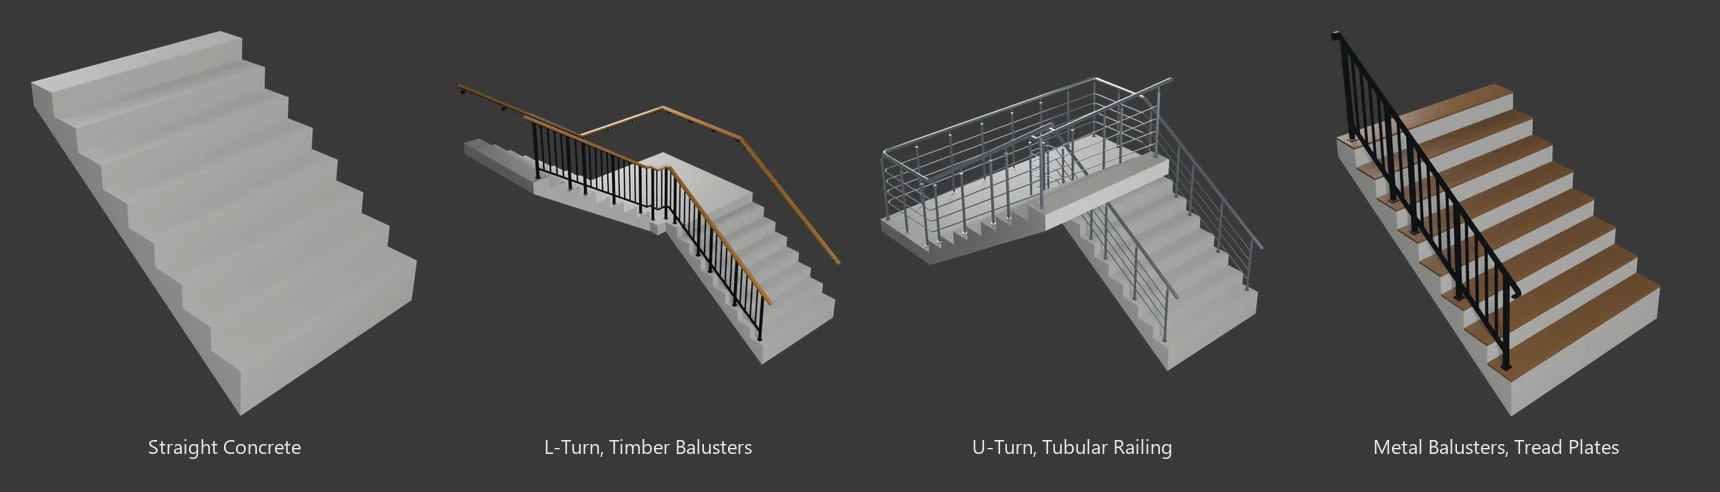 Straight Concrete
L-Turn, Timber Balusters
U-Turn, Tubular Railing
Metal Balusters, Tread Plates